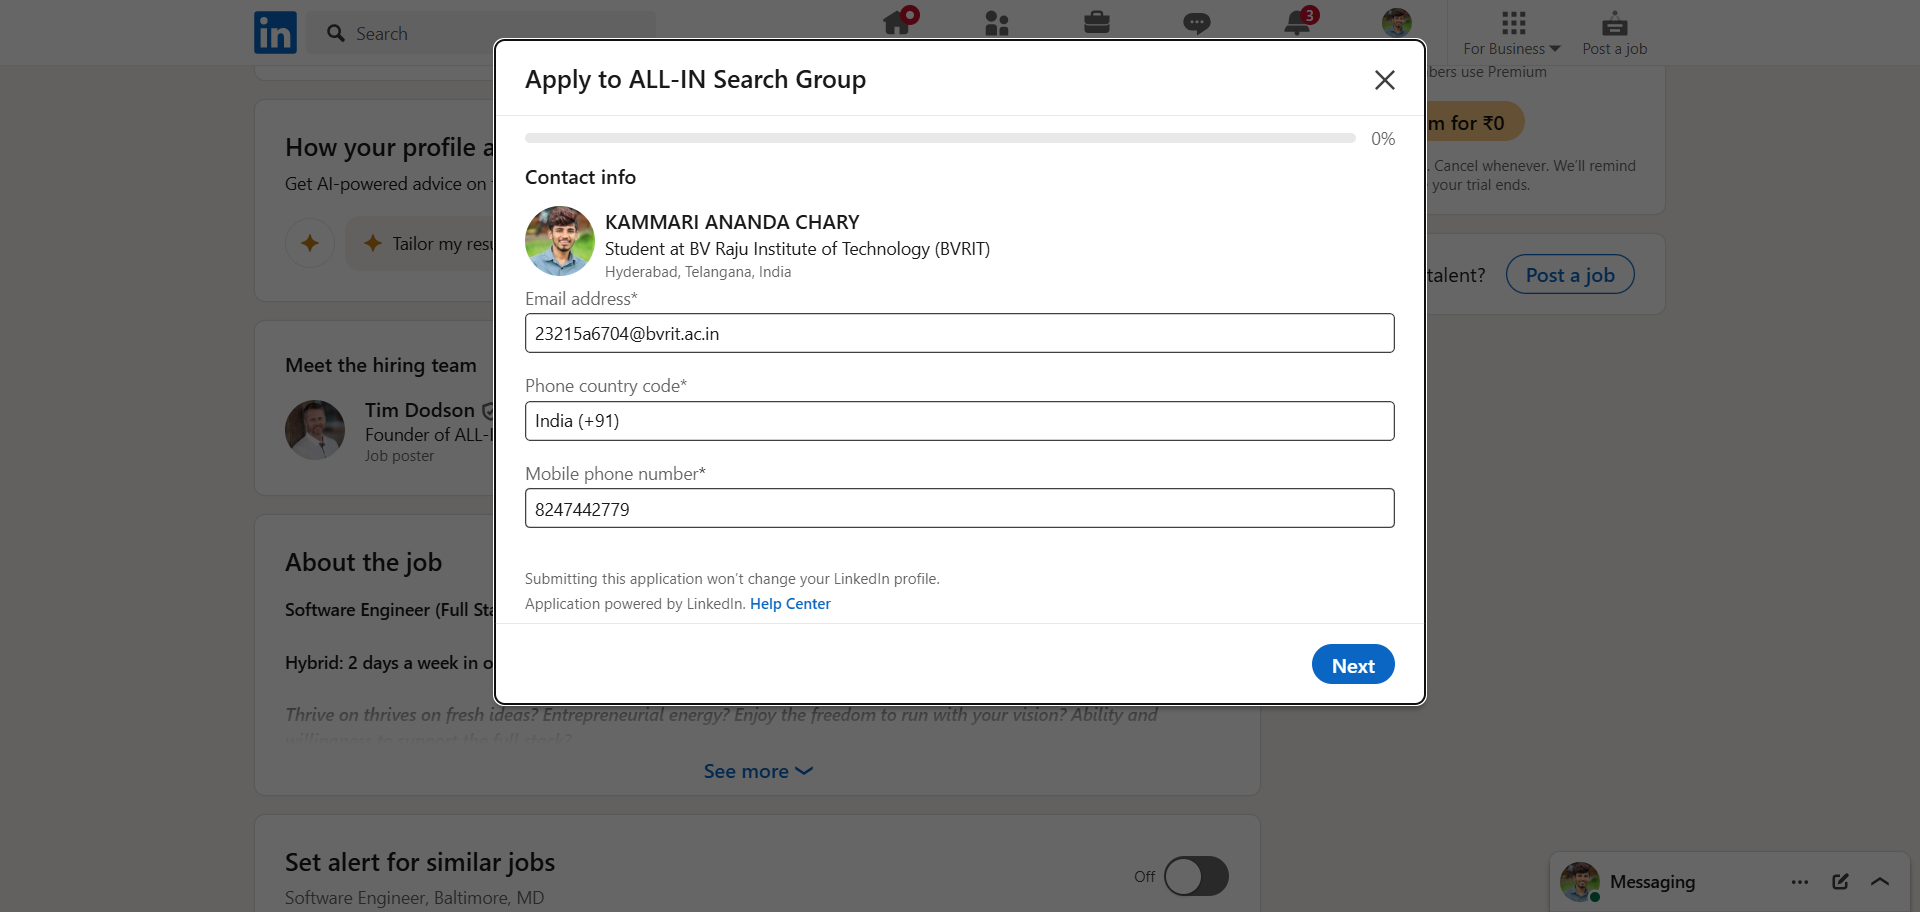 in
Search
3
For Business
Post a job
Apply to ALL-IN Search Group
0%
Contact info
KAMMARI ANANDA CHARY
Student at BV Raju Institute of Technology (BVRIT)
Hyderabad, Telangana, India
Email address*
23215a6704@bvrit.ac.in
Phone country code*
India (+91)
Mobile phone number*
8247442779
Submitting this application won't change your LinkedIn profile.
Application powered by LinkedIn. Help Center
Next
How your profile a
Get AI-powered advice on
Tailor my resu
Meet the hiring team
Tim Dodson
Founder of ALL-I
Job poster
About the job
Software Engineer (Full Sta
Hybrid: 2 days a week in o
Thrive on thrives on fresh ideas? Entrepreneurial energy? Enjoy the freedom to run with your vision? Ability and
willingness to support the full stack?
See more
Set alert for similar jobs
Software Engineer, Baltimore, MD
Off
bers use Premium
m for ₹0
. Cancel whenever. We'll remind
your trial ends.
talent?
Post a job
Messaging